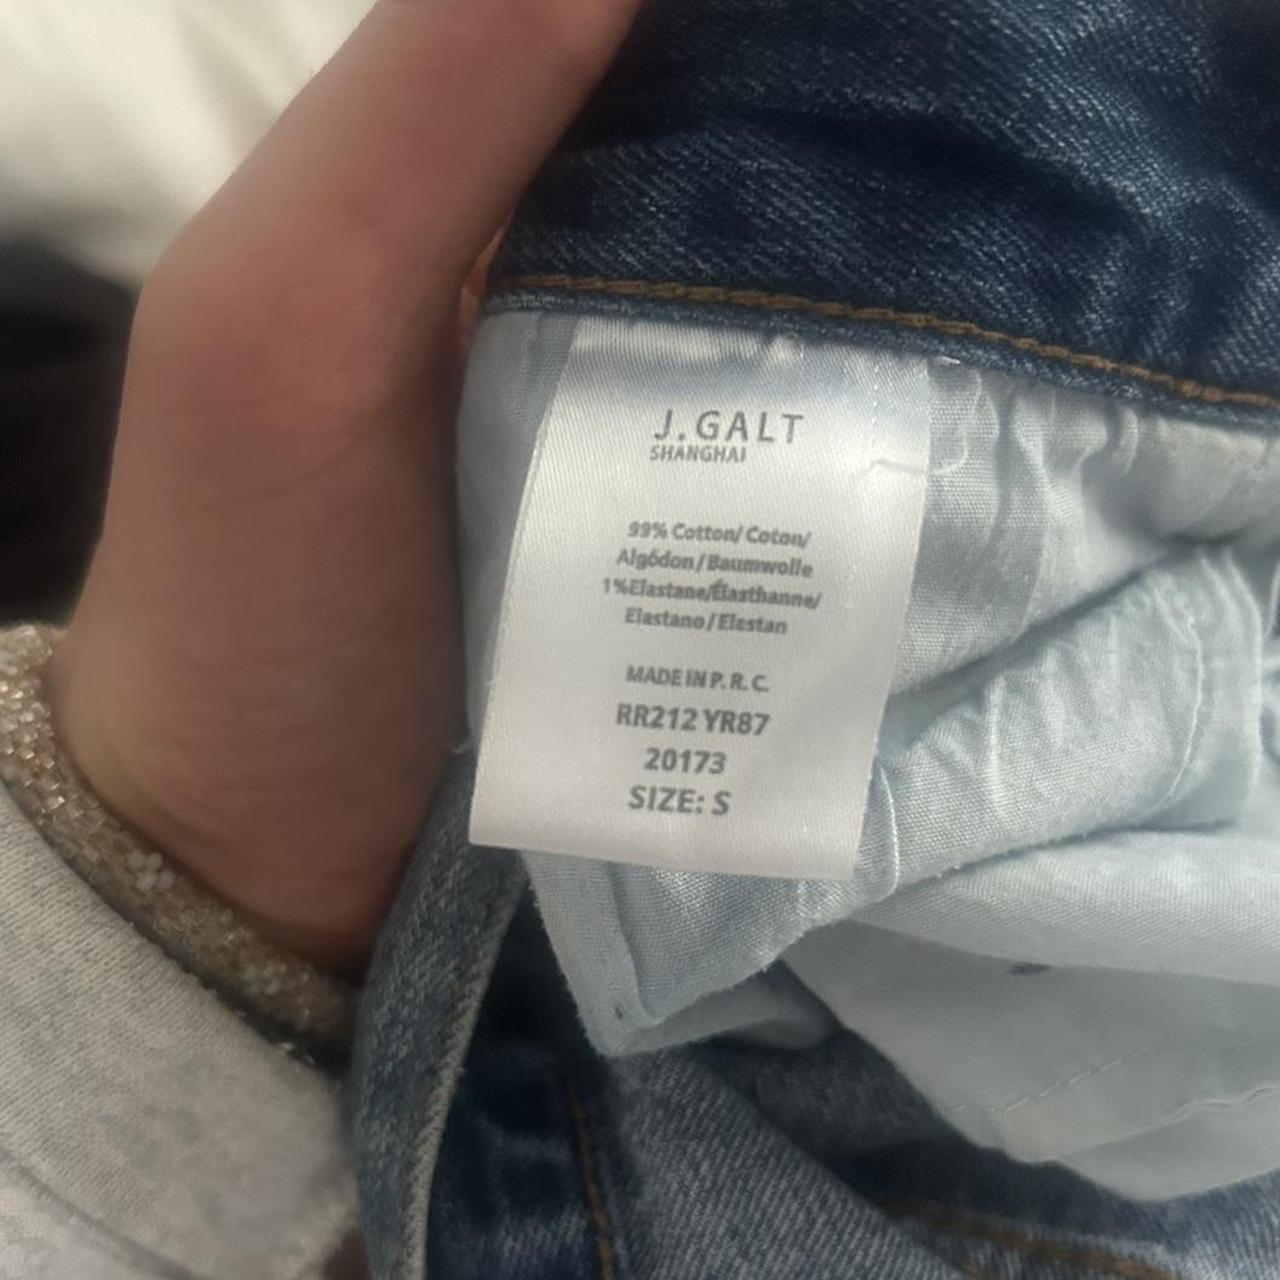 J.GALT
SHANGHAI
99% Cotton/Coton/
Algódon/Baumwolle
1%Elastane/Élasthanne/
Elastano/Elestan
MADE IN P. R. C.
RR212 YR87
20173
SIZE: S